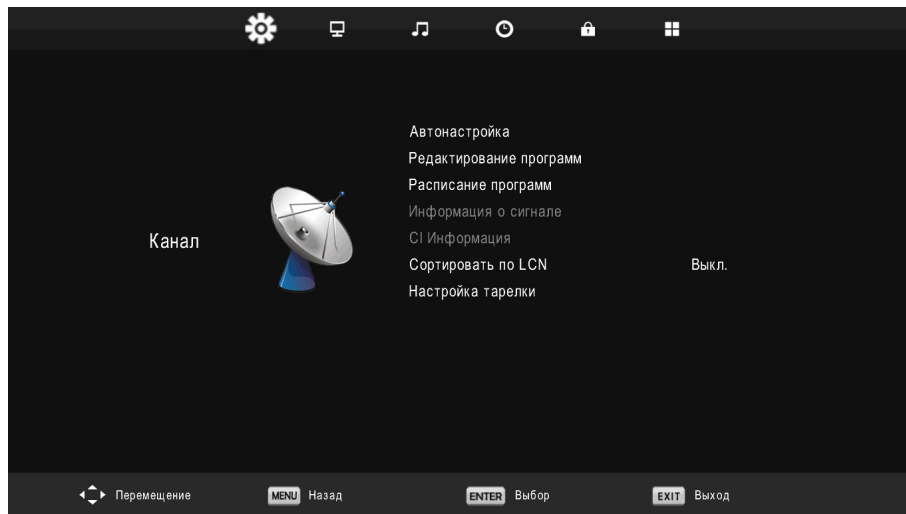 Автонастройка
Редактирование программ
Расписание программ
Информация о сигнале
CI Информация
Канал
Сортировать по LCN Выкл.
Настройка тарелки
Перемещение MENU Назад ENTER Выбор EXIT Выход